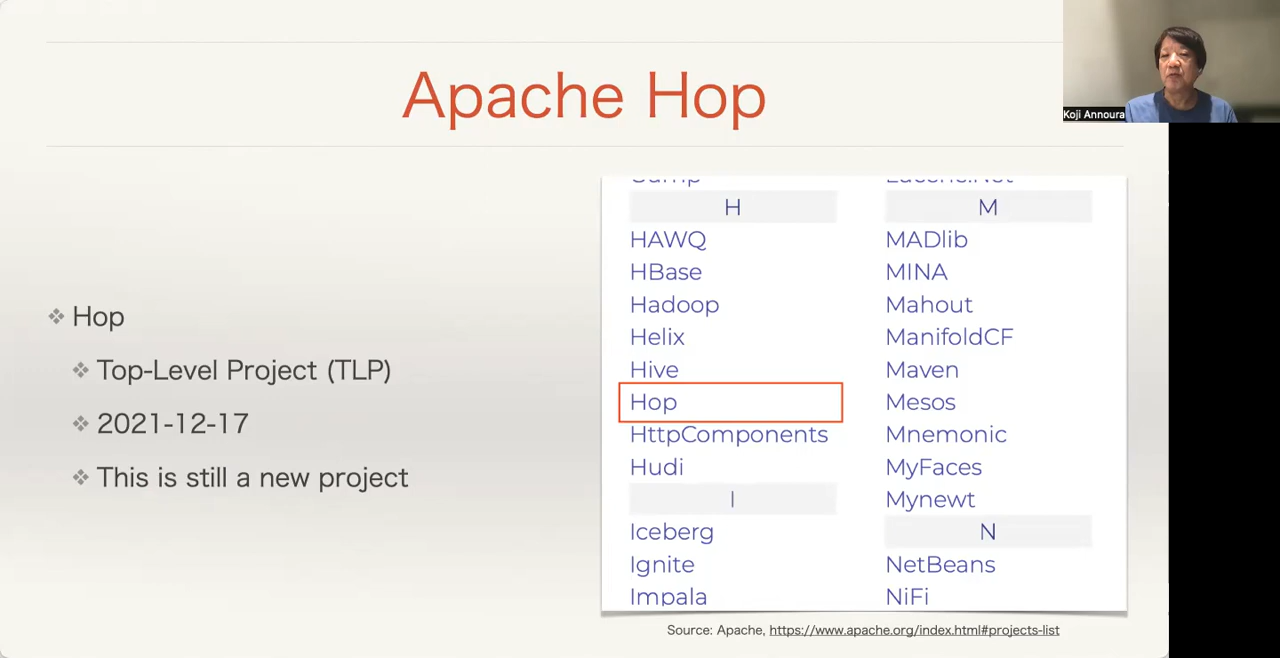 Apache Hop
Koji Annoura
Hop
Top-Level Project (TLP)
2021-12-17
This is still a new project
H
HAWQ
HBase
Hadoop
Helix
Hive
Hop
HttpComponents
Hudi
I
Iceberg
Ignite
Impala
M
MADlib
MINA
Mahout
ManifoldCF
Maven
Mesos
Mnemonic
MyFaces
Mynewt
N
NetBeans
NiFi
Source: Apache, https://www.apache.org/index.html#projects-list